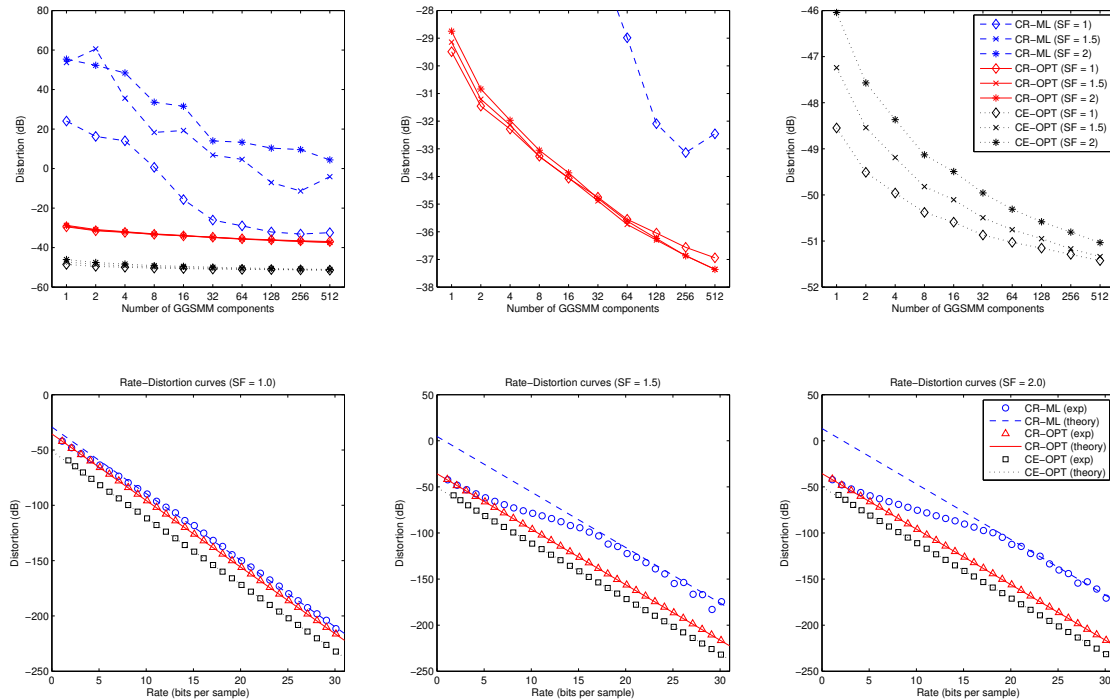 80
60
40
20
0
−20
−40
−60
Distortion (dB)
1 2 4 8 16 32 64 128 256 512
Number of GGSMM components
−28
−29
−30
−31
−32
−33
−34
−35
−36
−37
−38
Distortion (dB)
1 2 4 8 16 32 64 128 256 512
Number of GGSMM components
−46
−47
−48
−49
−50
−51
−52
Distortion (dB)
1 2 4 8 16 32 64 128 256 512
Number of GGSMM components
CR−ML (SF = 1)
CR−ML (SF = 1.5)
CR−ML (SF = 2)
CR−OPT (SF = 1)
CR−OPT (SF = 1.5)
CR−OPT (SF = 2)
CE−OPT (SF = 1)
CE−OPT (SF = 1.5)
CE−OPT (SF = 2)
Rate−Distortion curves (SF = 1.0)
0
−50
−100
−150
−200
−250
Distortion (dB)
0 5 10 15 20 25 30
Rate (bits per sample)
Rate−Distortion curves (SF = 1.5)
50
0
−50
−100
−150
−200
−250
Distortion (dB)
0 5 10 15 20 25 30
Rate (bits per sample)
Rate−Distortion curves (SF = 2.0)
50
0
−50
−100
−150
−200
−250
Distortion (dB)
0 5 10 15 20 25 30
Rate (bits per sample)
CR−ML (exp)
CR−ML (theory)
CR−OPT (exp)
CR−OPT (theory)
CE−OPT (exp)
CE−OPT (theory)